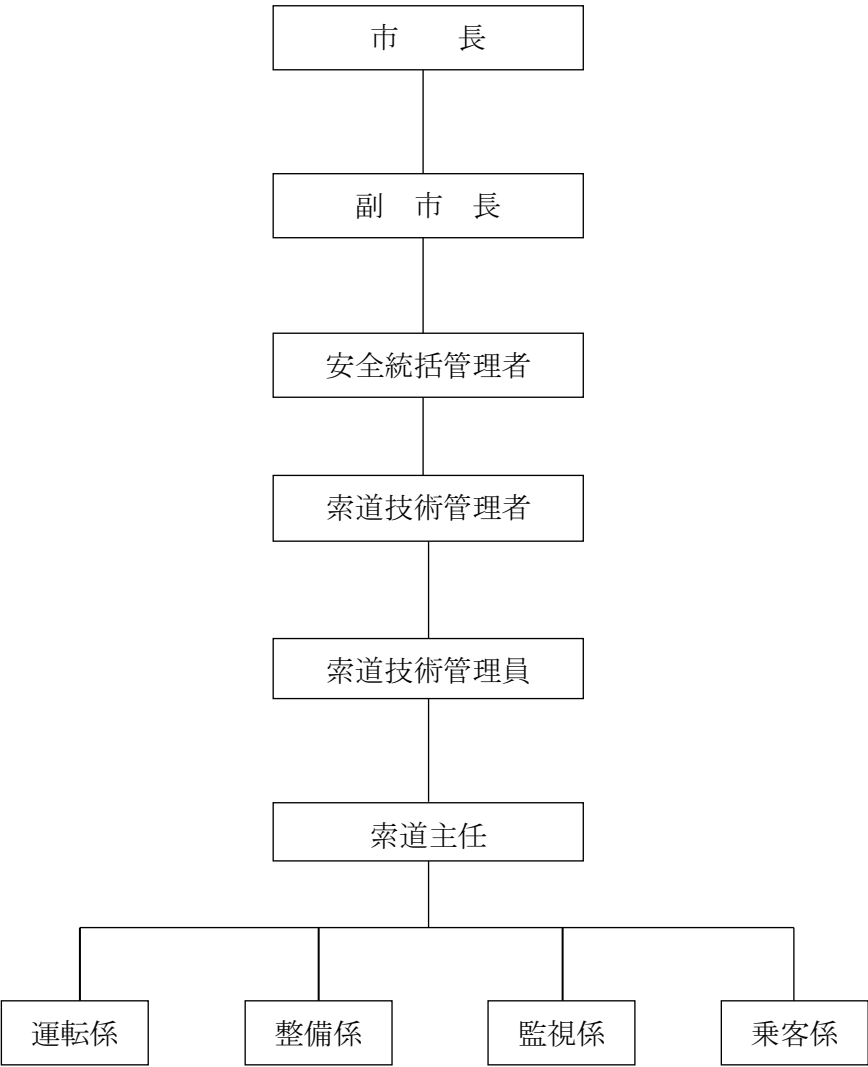 市　　長
副　市　長
安全統括管理者
索道技術管理者
索道技術管理員
索道主任
運転係
整備係
監視係
乗客係